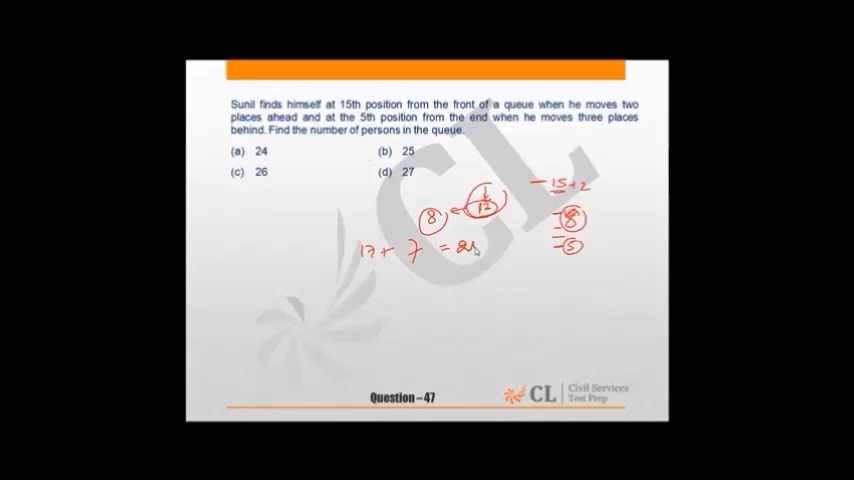 Sunil finds himself at 15th position from the front of a queue when he moves two
places ahead and at the 5th position from the end when he moves three places
behind. Find the number of persons in the queue.
(a) 24 (b) 25
(c) 26 (d) 27
15+2
8
8
5
17+ 7 =
CL
Question–47
CL Civil Services
Test Prep